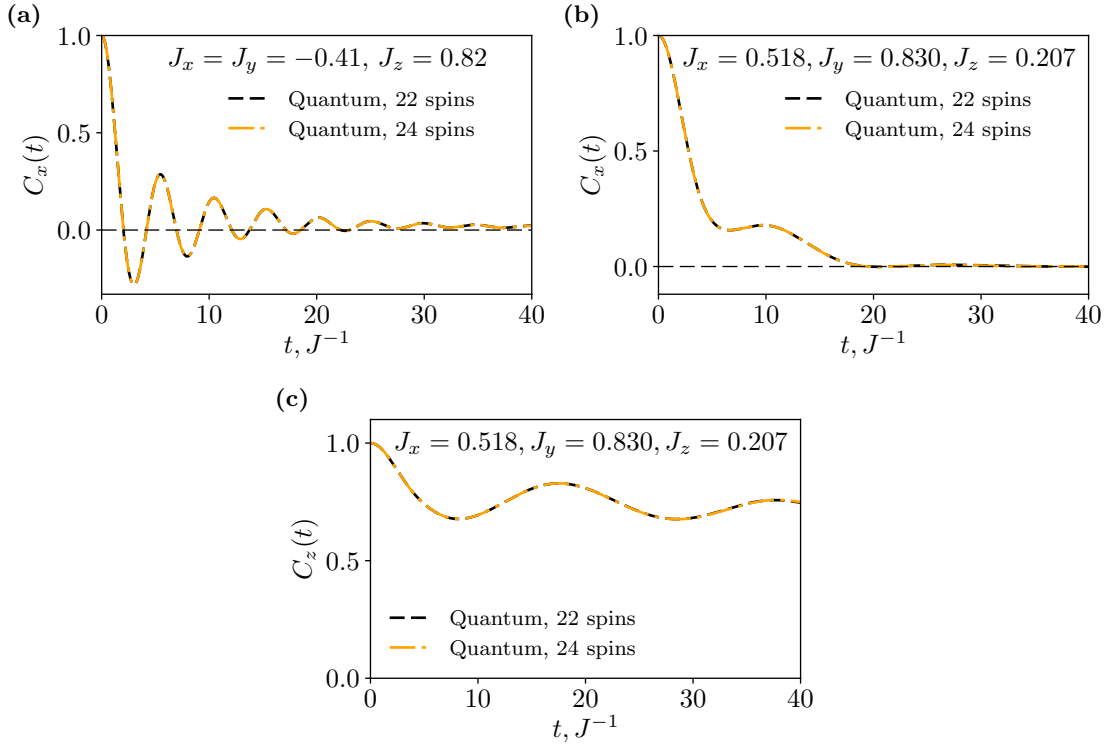 (a)
J_x = J_y = −0.41, J_z = 0.82
Quantum, 22 spins
Quantum, 24 spins
C_x(t)
1.0
0.5
0.0
0 10 20 30 40
t, J^{−1}
(b)
J_x = 0.518, J_y = 0.830, J_z = 0.207
Quantum, 22 spins
Quantum, 24 spins
C_x(t)
1.0
0.5
0.0
0 10 20 30 40
t, J^{−1}
(c)
J_x = 0.518, J_y = 0.830, J_z = 0.207
C_z(t)
1.0
0.5
0.0
Quantum, 22 spins
Quantum, 24 spins
0 10 20 30 40
t, J^{−1}